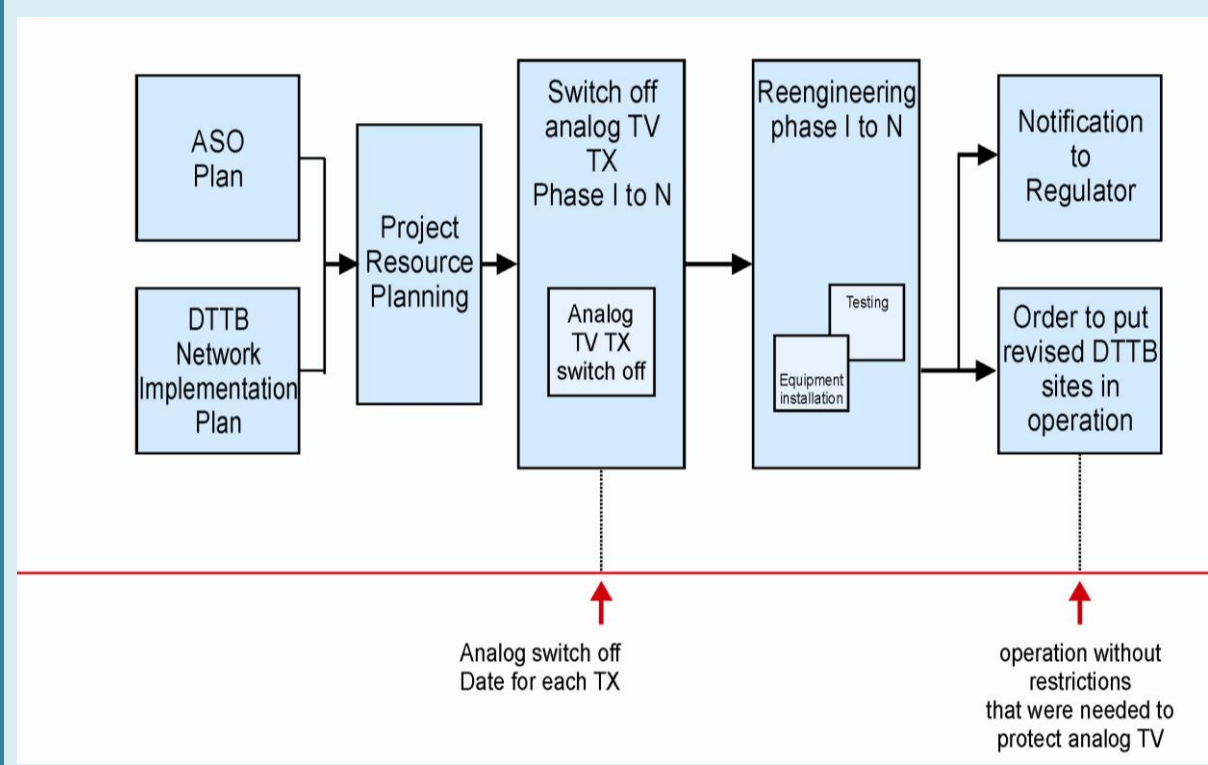 ASO
Plan
DTTB
Network
Implementation
Plan
Project
Resource
Planning
Switch off
analog TV
TX
Phase I to N
Analog
TV TX
switch off
Reengineering
phase I to N
Testing
Equipment
installation
Notification
to
Regulator
Order to put
revised DTTB
sites in
operation
Analog switch off
Date for each TX
operation without
restrictions
that were needed to
protect analog TV